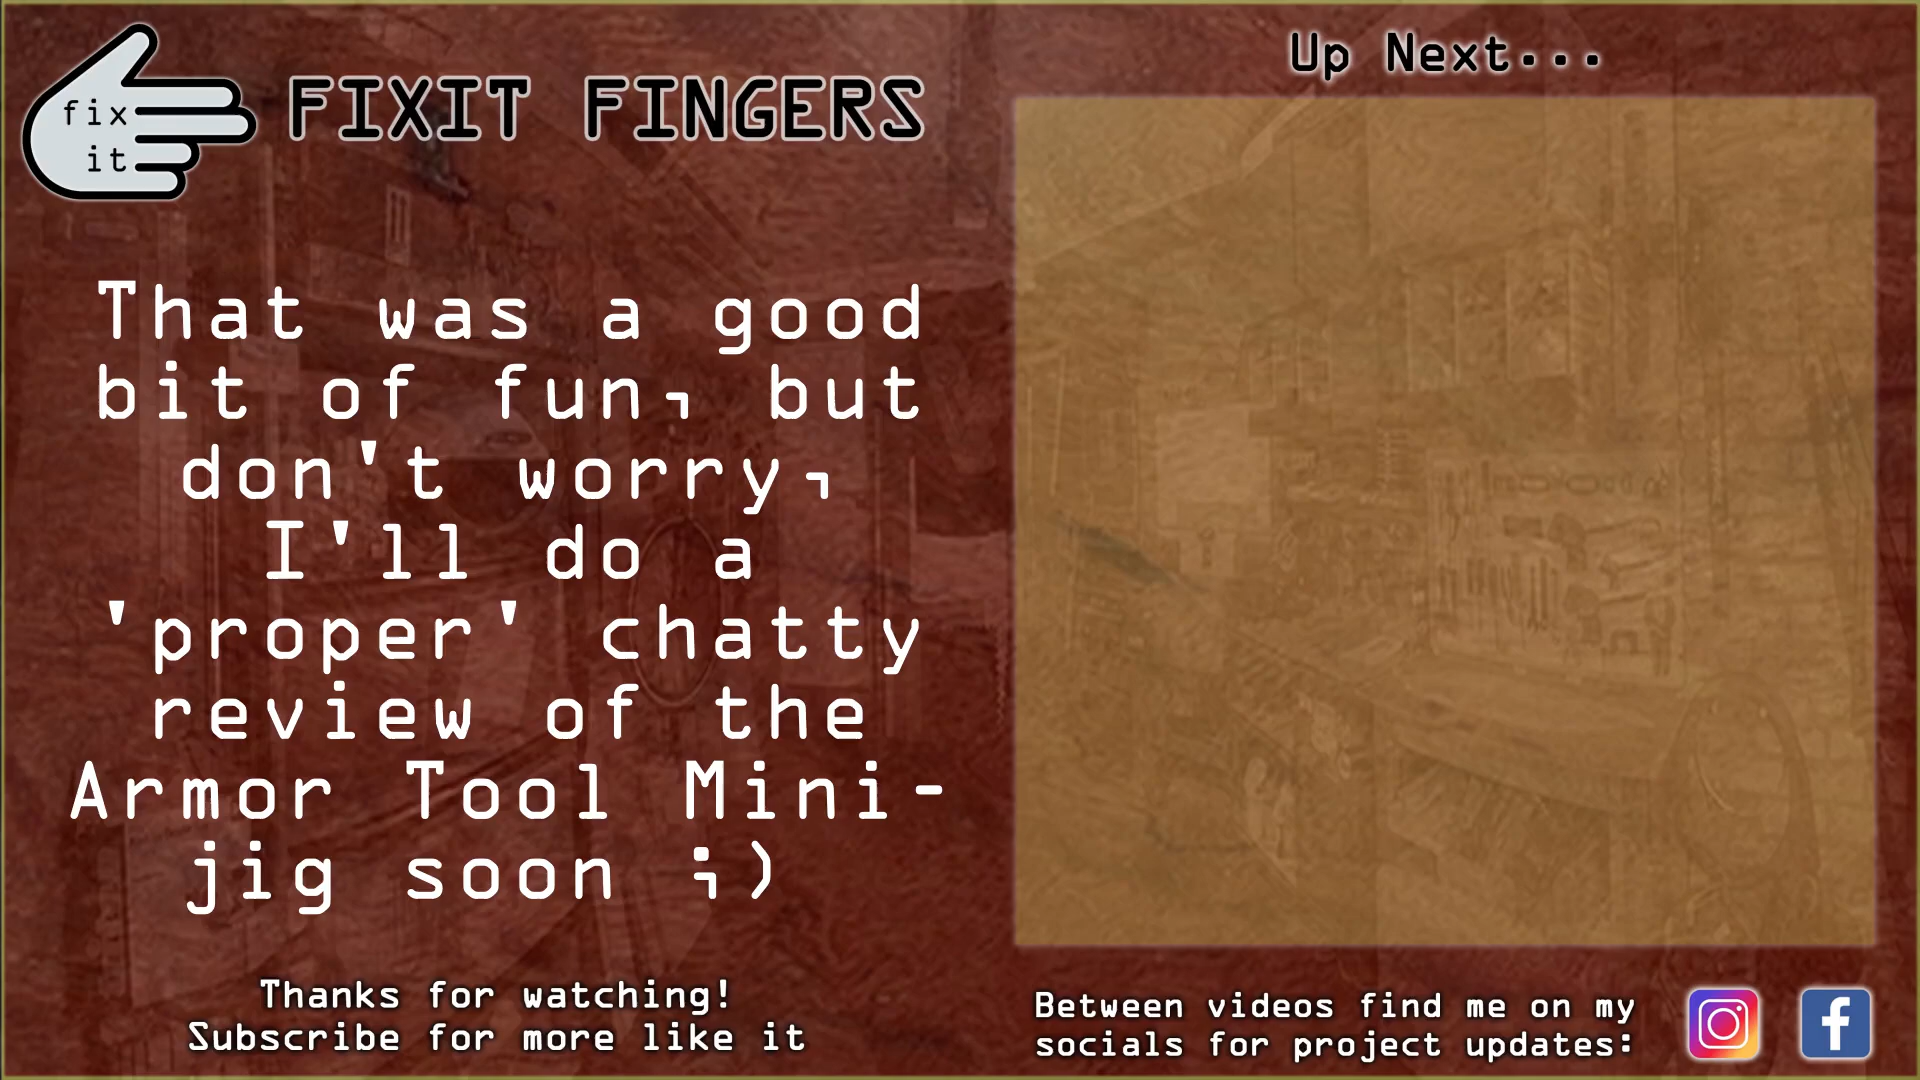 fix
it
FIXIT FINGERS
That was a good
bit of fun, but
don't worry,
I'll do a
'proper' chatty
review of the
Armor Tool Mini-
jig soon ;)
Thanks for watching!
Subscribe for more like it
Up Next...
Between videos find me on my
socials for project updates: